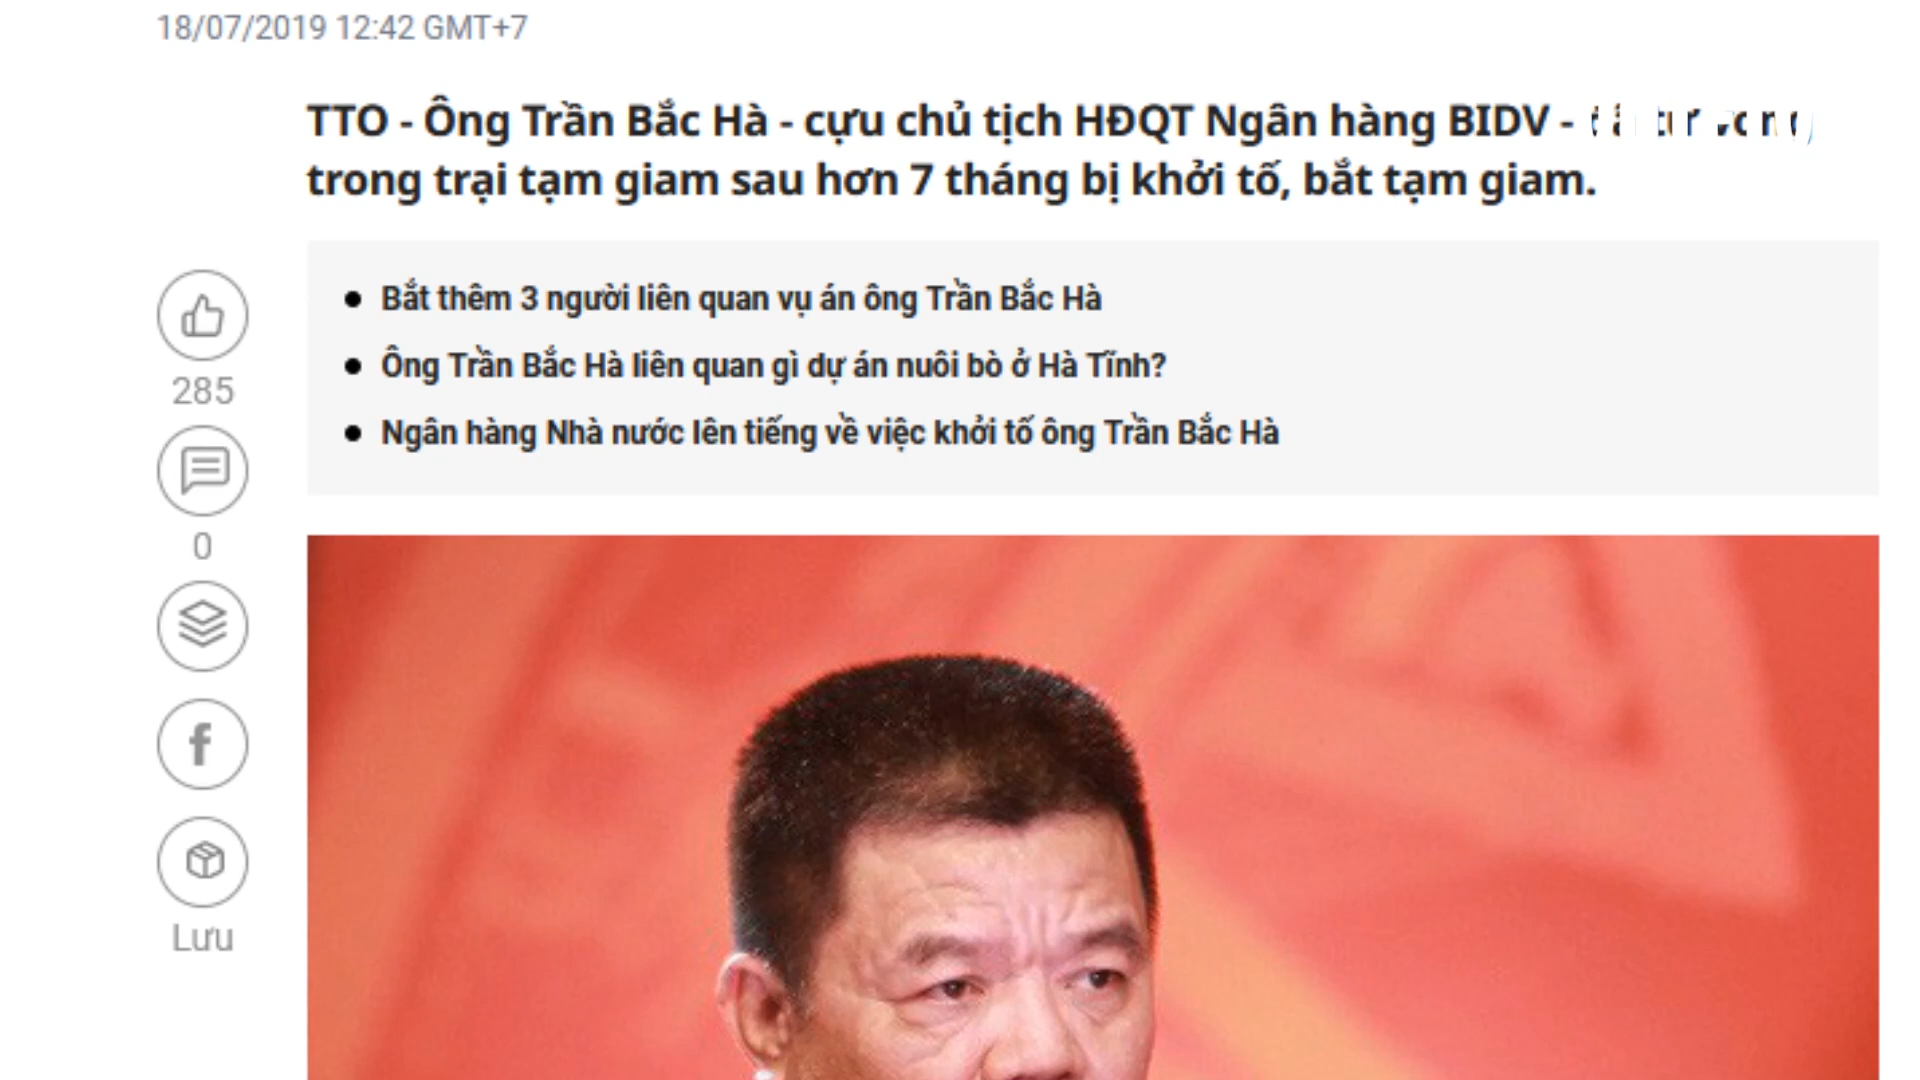 18/07/2019 12:42 GMT+7
TTO - Ông Trần Bắc Hà - cựu chủ tịch HĐQT Ngân hàng BIDV -
trong trại tạm giam sau hơn 7 tháng bị khởi tố, bắt tạm giam.
Bắt thêm 3 người liên quan vụ án ông Trần Bắc Hà
Ông Trần Bắc Hà liên quan gì dự án nuôi bò ở Hà Tĩnh?
Ngân hàng Nhà nước lên tiếng về việc khởi tố ông Trần Bắc Hà
285
0
f
Lưu